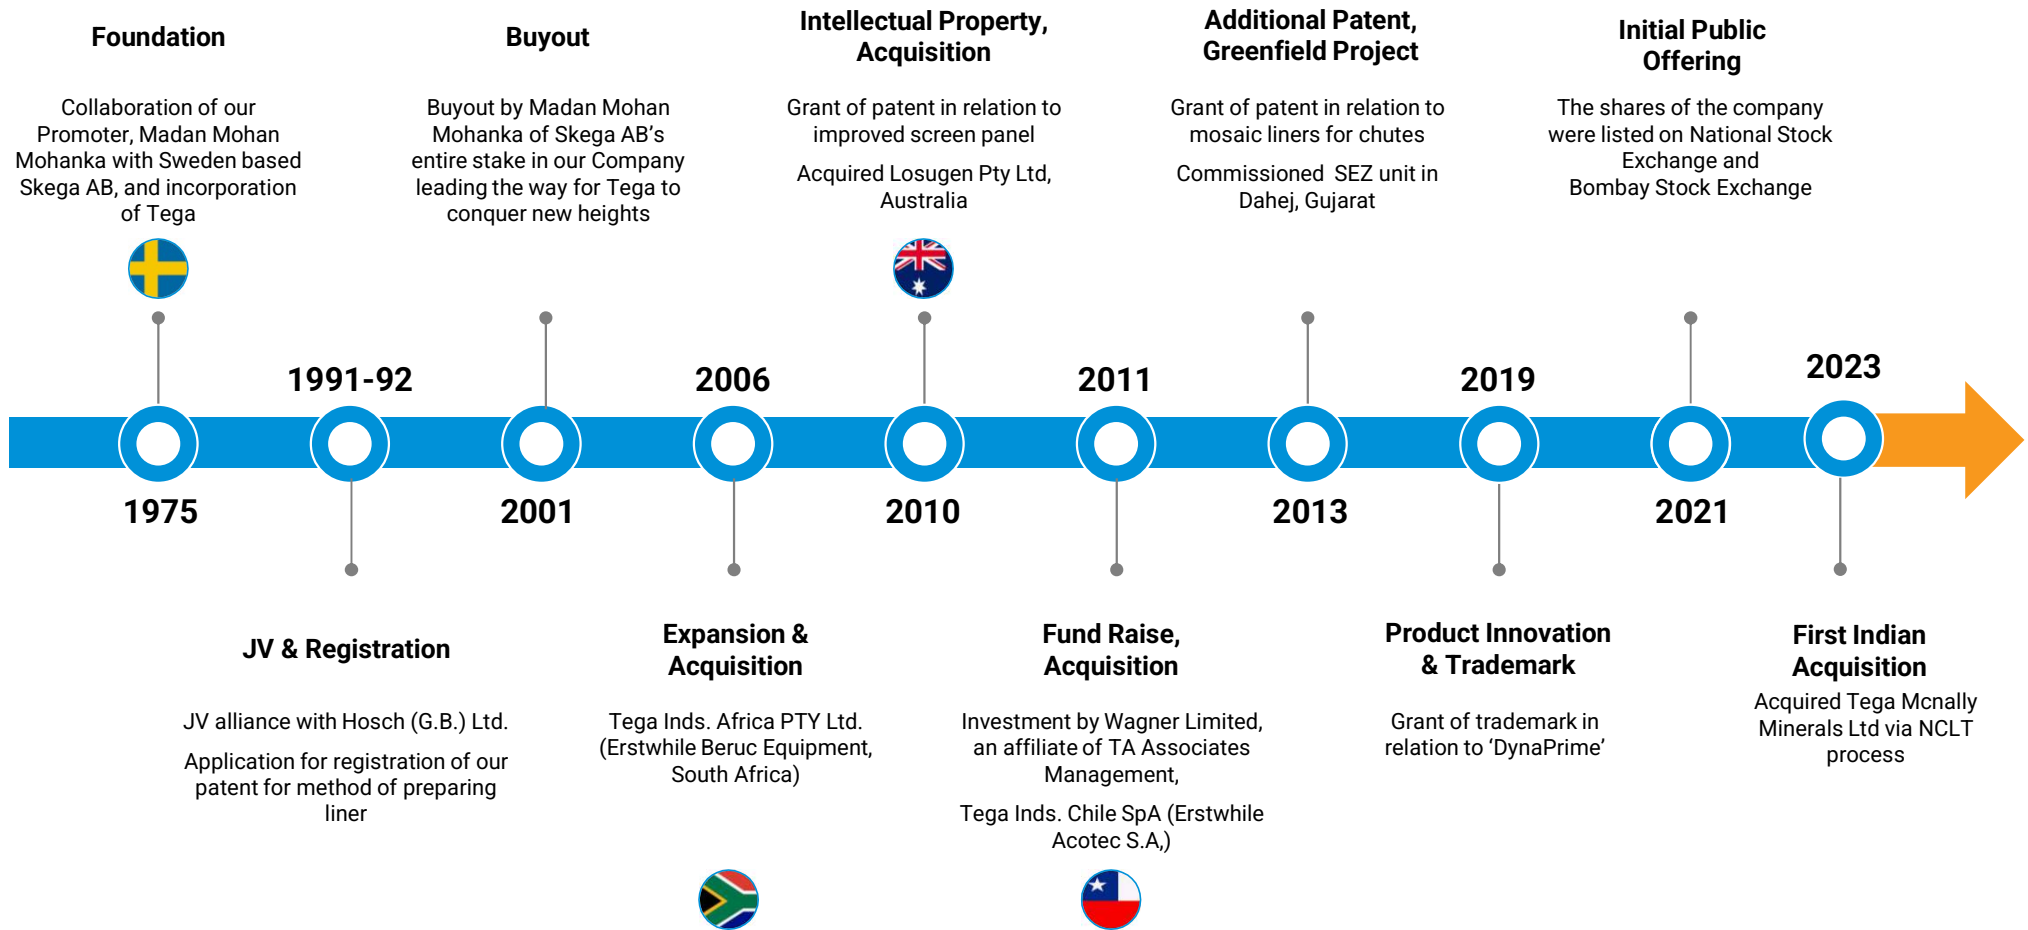 Foundation
Collaboration of our
Promoter, Madan Mohan
Mohanka with Sweden based
Skega AB, and incorporation
of Tega
Buyout
Buyout by Madan Mohan
Mohanka of Skega AB’s
entire stake in our Company
leading the way for Tega to
conquer new heights
Intellectual Property,
Acquisition
Grant of patent in relation to
improved screen panel
Acquired Losugen Pty Ltd,
Australia
Additional Patent,
Greenfield Project
Grant of patent in relation to
mosaic liners for chutes
Commissioned SEZ unit in
Dahej, Gujarat
Initial Public
Offering
The shares of the company
were listed on National Stock
Exchange and
Bombay Stock Exchange
1991-92
2006
2011
2019
2023
1975
2001
2010
2013
2021
JV & Registration
JV alliance with Hosch (G.B.) Ltd.
Application for registration of our
patent for method of preparing
liner
Expansion &
Acquisition
Tega Inds. Africa PTY Ltd.
(Erstwhile Beruc Equipment,
South Africa)
Fund Raise,
Acquisition
Investment by Wagner Limited,
an affiliate of TA Associates
Management,
Tega Inds. Chile SpA (Erstwhile
Acotec S.A,)
Product Innovation
& Trademark
Grant of trademark in
relation to ‘DynaPrime’
First Indian
Acquisition
Acquired Tega Mcnally
Minerals Ltd via NCLT
process